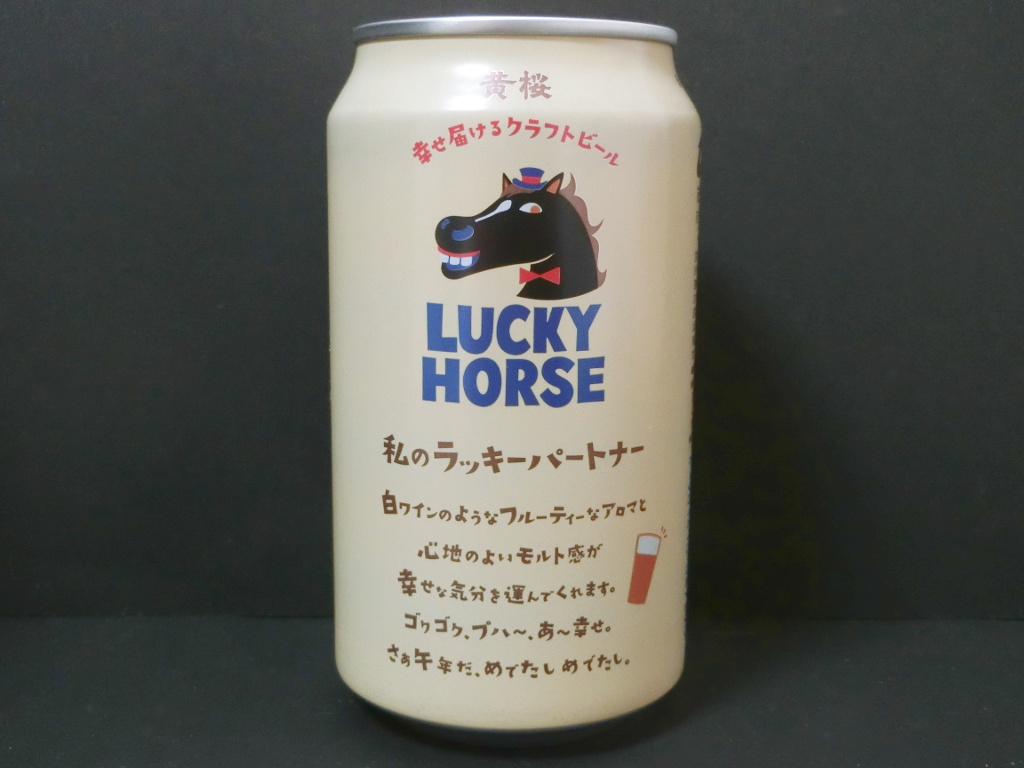 黄桜
幸せ届けるクラフトビール
LUCKY
HORSE
私のラッキーパートナー
白ワインのようなフルーティーなアロマと
心地のよいモルト感が
幸せな気分を運んでくれます。
ゴクゴク、プハ〜、あ〜幸せ。
さぁ午年だ、めでたしめでたし。